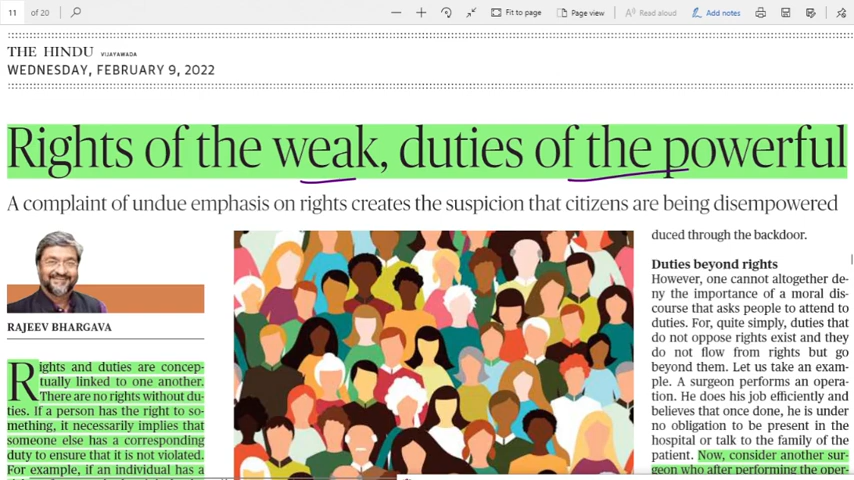 11 of 20
Fit to page
Page view
Read aloud
Add notes
THE HINDU VIJAYAWADA
WEDNESDAY, FEBRUARY 9, 2022
Rights of the weak, duties of the powerful
A complaint of undue emphasis on rights creates the suspicion that citizens are being disempowered
RAJEEV BHARGAVA
Rights and duties are concep-
tually linked to one another.
There are no rights without du-
ties. If a person has the right to so-
mething, it necessarily implies that
someone else has a corresponding
duty to ensure that it is not violated.
For example, if an individual has a
duced through the backdoor.
Duties beyond rights
However, one cannot altogether de-
ny the importance of a moral dis-
course that asks people to attend to
duties. For, quite simply, duties that
do not oppose rights exist and they
do not flow from rights but go
beyond them. Let us take an exam-
ple. A surgeon performs an opera-
tion. He does his job efficiently and
believes that once done, he is under
no obligation to be present in the
hospital or talk to the family of the
patient. Now, consider another sur-
geon who after performing the oper-